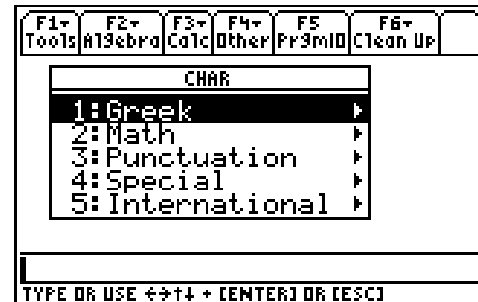 F1▾ F2▾ F3▾ F4▾ F5 F6▾
Tools Algebra Calc Other PrgmIO Clean Up
CHAR
1:Greek ▸
2:Math ▸
3:Punctuation ▸
4:Special ▸
5:International ▸
TYPE OR USE ←→↑↓ + [ENTER] OR [ESC]